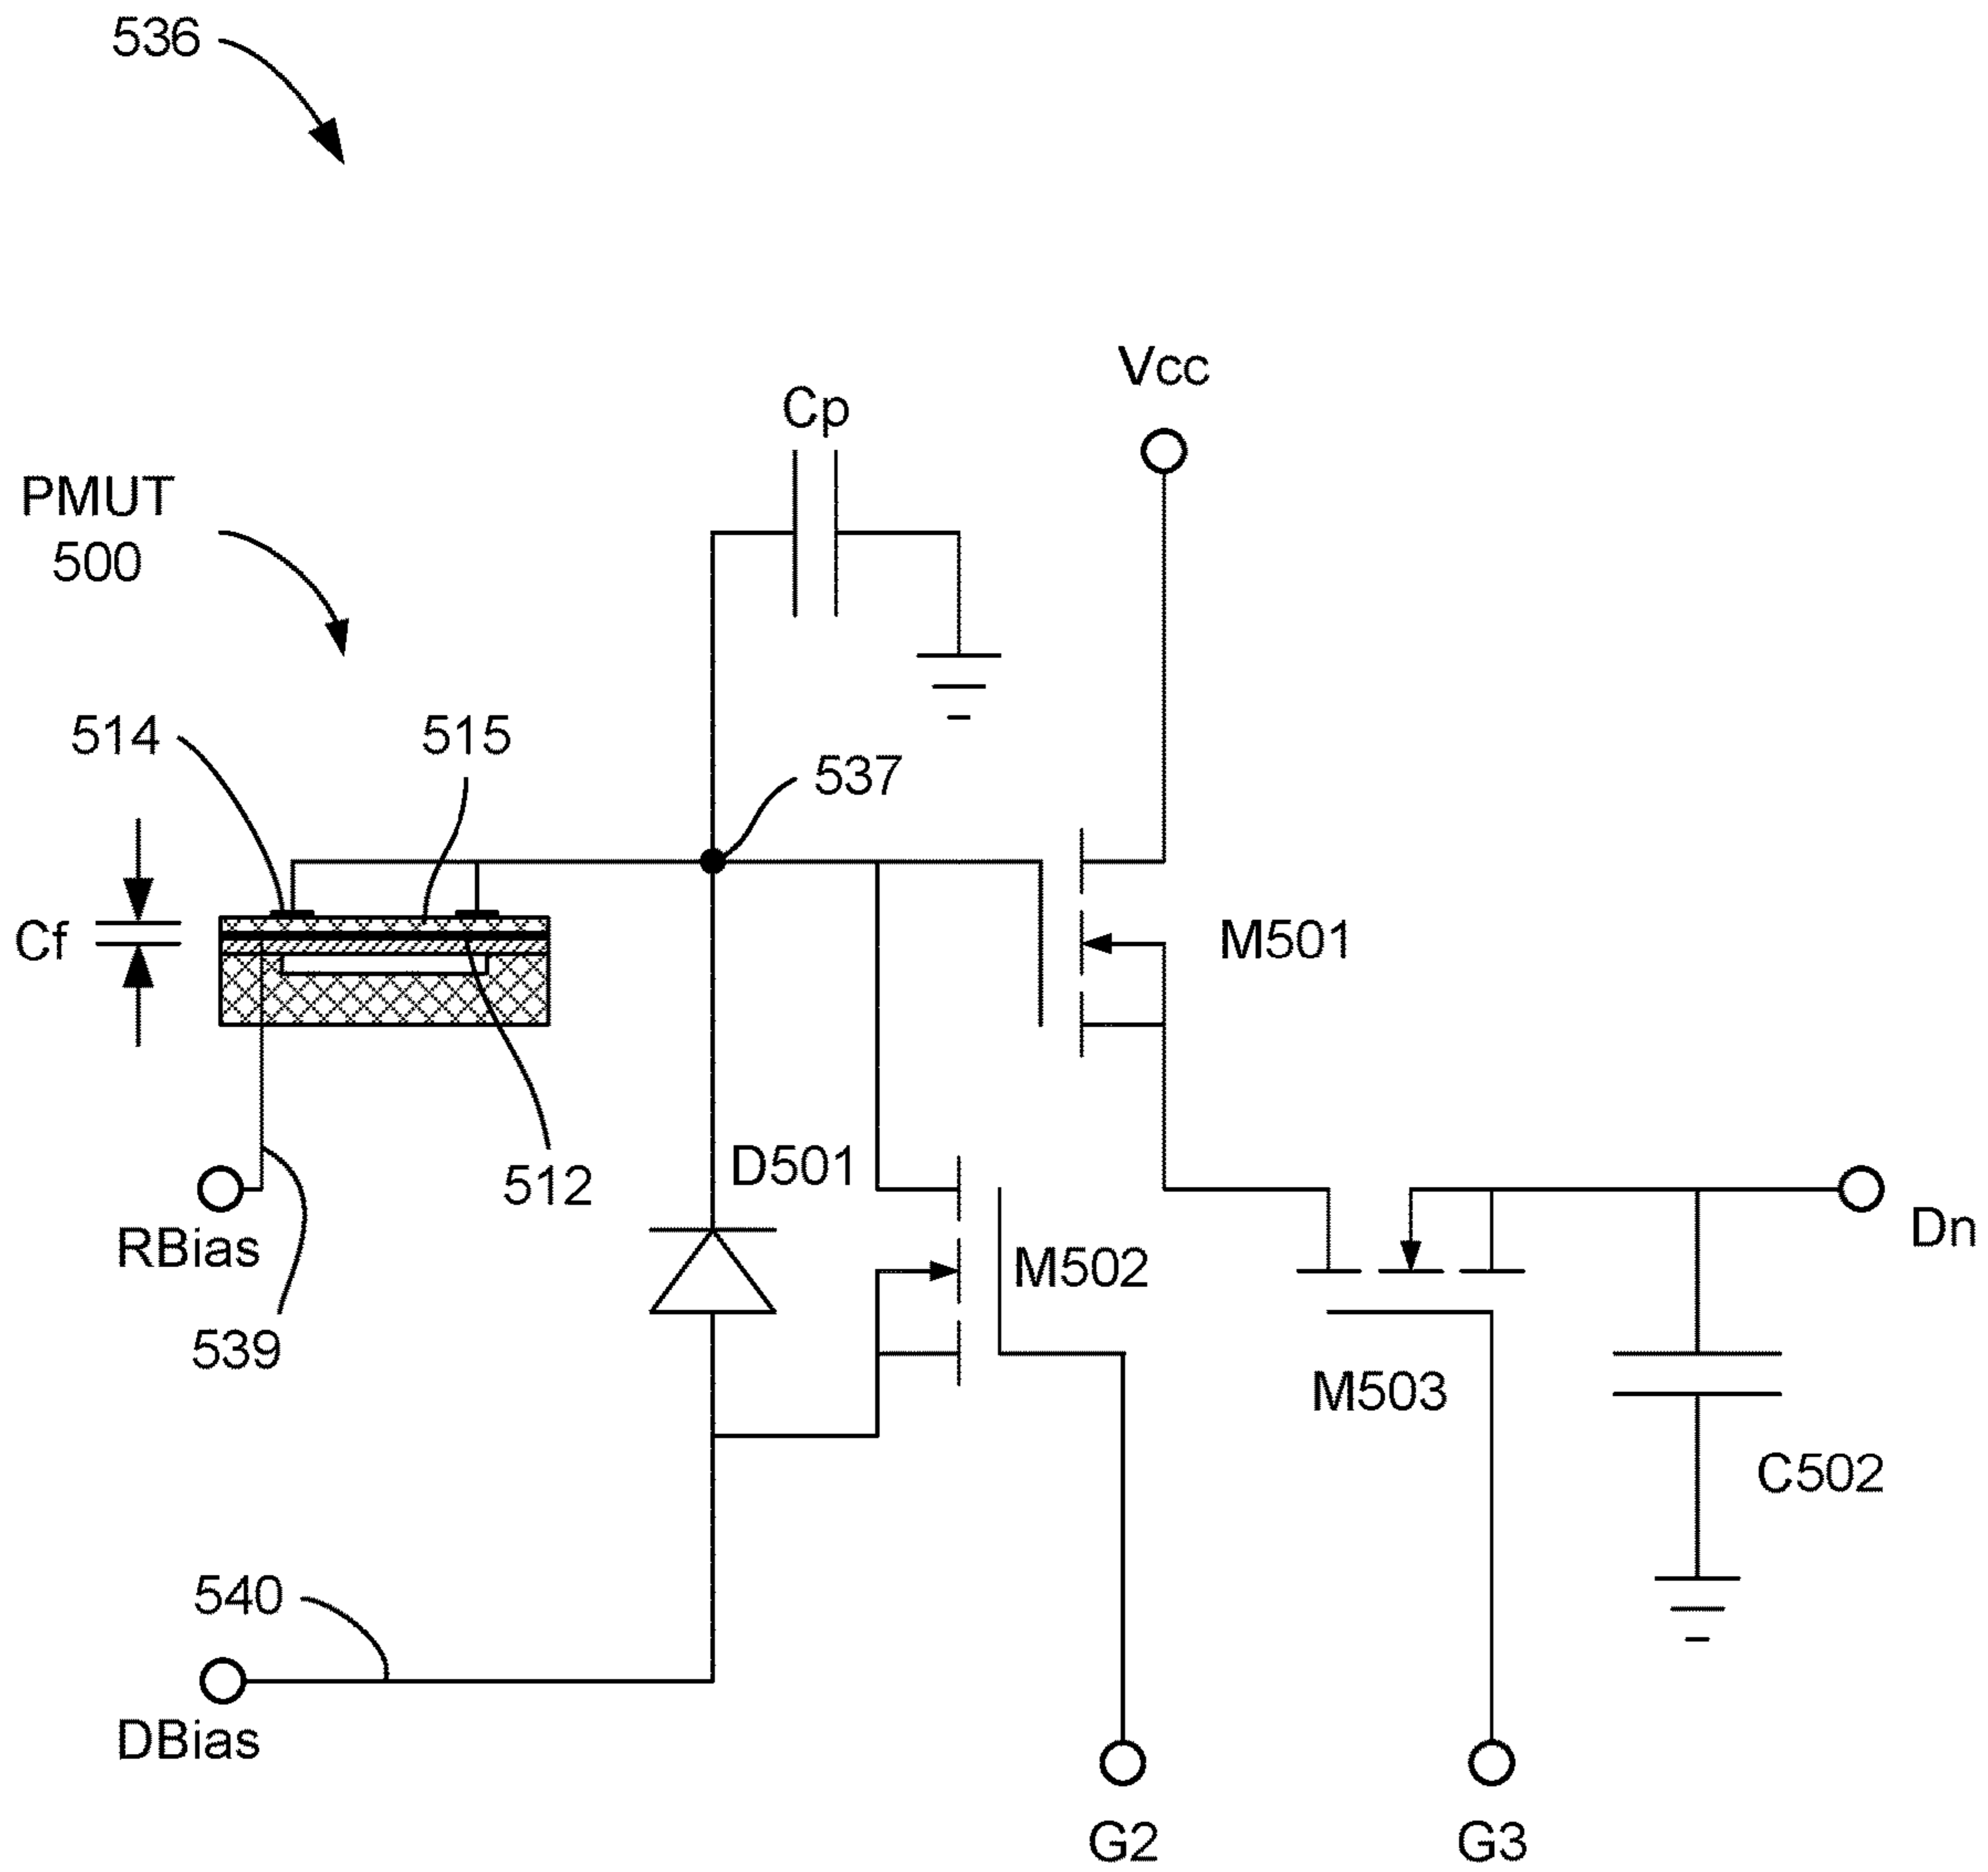 536
Vcc
Cp
PMUT
500
514
515
537
Cf
M501
D501
512
RBias
Dn
M502
539
M503
C502
540
DBias
G2
G3